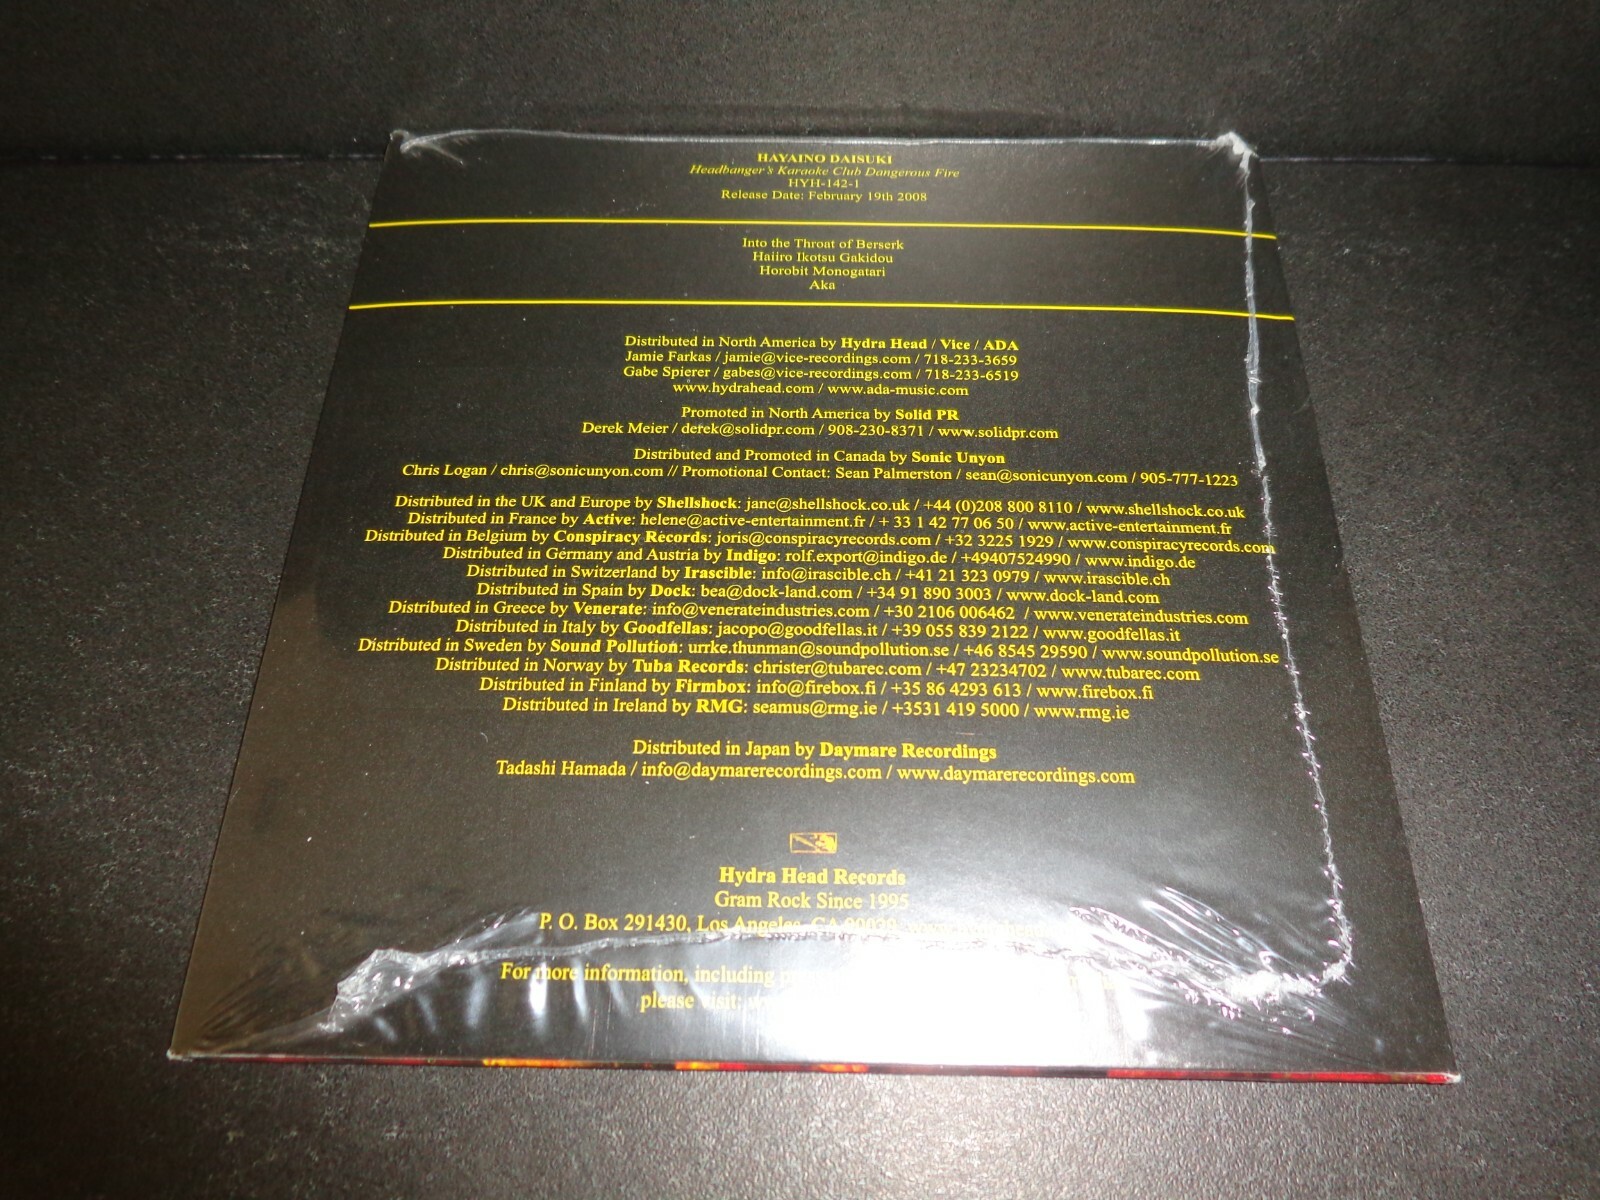 HAYAINO DAISUKI
Headbanger's Karaoke Club Dangerous Fire
HYH-142-1
Release Date: February 19th 2008
Into the Throat of Berserk
Haiiro Ikotsu Gakidou
Horobit Monogatari
Aka
Distributed in North America by Hydra Head / Vice / ADA
Jamie Farkas / jamie@vice-recordings.com / 718-233-3659
Gabe Spierer / gabes@vice-recordings.com / 718-233-6519
www.hydrahead.com / www.ada-music.com
Promoted in North America by Solid PR
Derek Meier / derek@solidpr.com / 908-230-8371 / www.solidpr.com
Distributed and Promoted in Canada by Sonic Unyon
Chris Logan / chris@sonicunyon.com // Promotional Contact: Sean Palmerston / sean@sonicunyon.com / 905-777-1223
Distributed in the UK and Europe by Shellshock: jane@shellshock.co.uk / +44 (0)208 800 8110 / www.shellshock.co.uk
Distributed in France by Active: helene@active-entertainment.fr / + 33 1 42 77 06 50 / www.active-entertainment.fr
Distributed in Belgium by Conspiracy Records: joris@conspiracyrecords.com / +32 3225 1929 / www.conspiracyrecords.com
Distributed in Germany and Austria by Indigo: rolf.export@indigo.de / +49407524990 / www.indigo.de
Distributed in Switzerland by Irascible: info@irascible.ch / +41 21 323 0979 / www.irascible.ch
Distributed in Spain by Dock: bea@dock-land.com / +34 91 890 3003 / www.dock-land.com
Distributed in Greece by Venerate: info@venerateindustries.com / +30 2106 006462 / www.venerateindustries.com
Distributed in Italy by Goodfellas: jacopo@goodfellas.it / +39 055 839 2122 / www.goodfellas.it
Distributed in Sweden by Sound Pollution: urrke.thunman@soundpollution.se / +46 8545 29590 / www.soundpollution.se
Distributed in Norway by Tuba Records: christer@tubarec.com / +47 23234702 / www.tubarec.com
Distributed in Finland by Firmbox: info@firebox.fi / +35 86 4293 613 / www.firebox.fi
Distributed in Ireland by RMG: seamus@rmg.ie / +3531 419 5000 / www.rmg.ie
Distributed in Japan by Daymare Recordings
Tadashi Hamada / info@daymarerecordings.com / www.daymarerecordings.com
Hydra Head Records
Gram Rock Since 1995
P. O. Box 291430, Los Angeles, CA 90029,
For more information, including
please visit: